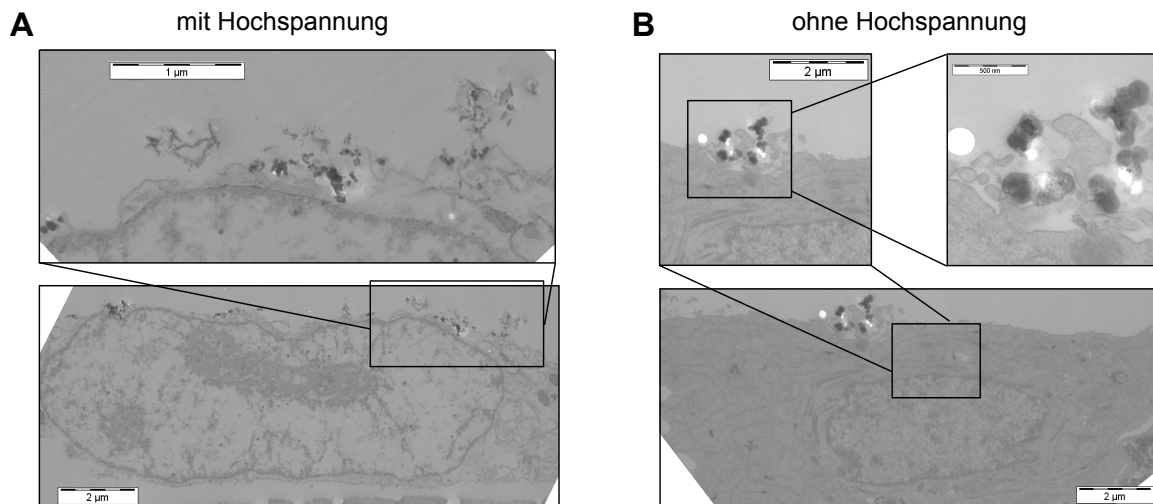 A mit Hochspannung
1 µm
2 µm
B ohne Hochspannung
2 µm
500 nm
2 µm